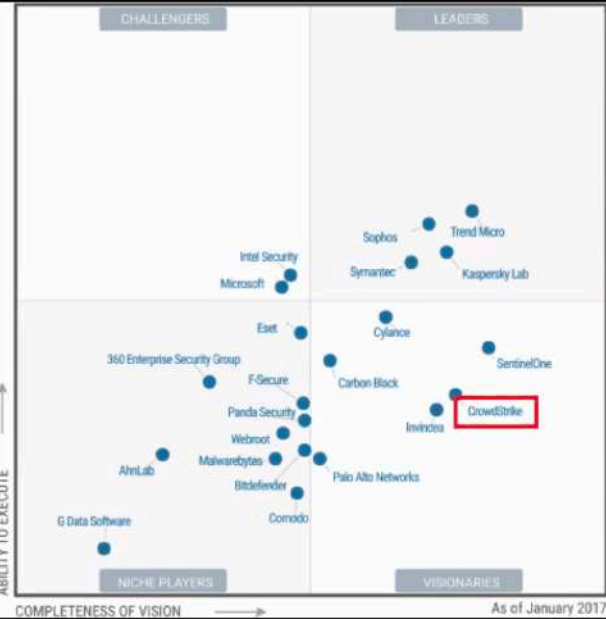 CHALLENGERS
LEADERS
Sophos
Trend Micro
Intel Security
Symantec
Kaspersky Lab
Microsoft
Eset
Cylance
360 Enterprise Security Group
SentinelOne
F-Secure
Carbon Black
Panda Security
CrowdStrike
Invincea
Webroot
Malwarebytes
AhnLab
Palo Alto Networks
Bitdefender
G Data Software
Comodo
ABILITY TO EXECUTE
NICHE PLAYERS
VISIONARIES
COMPLETENESS OF VISION
As of January 2017